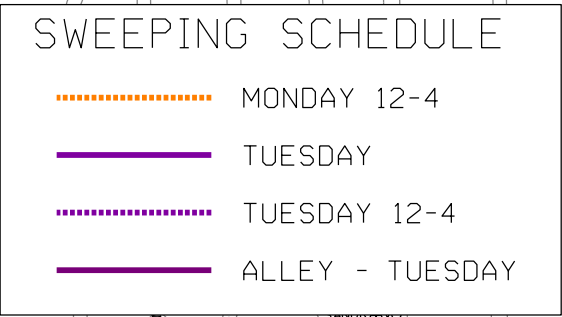 SWEEPING SCHEDULE
MONDAY 12-4
TUESDAY
TUESDAY 12-4
ALLEY - TUESDAY